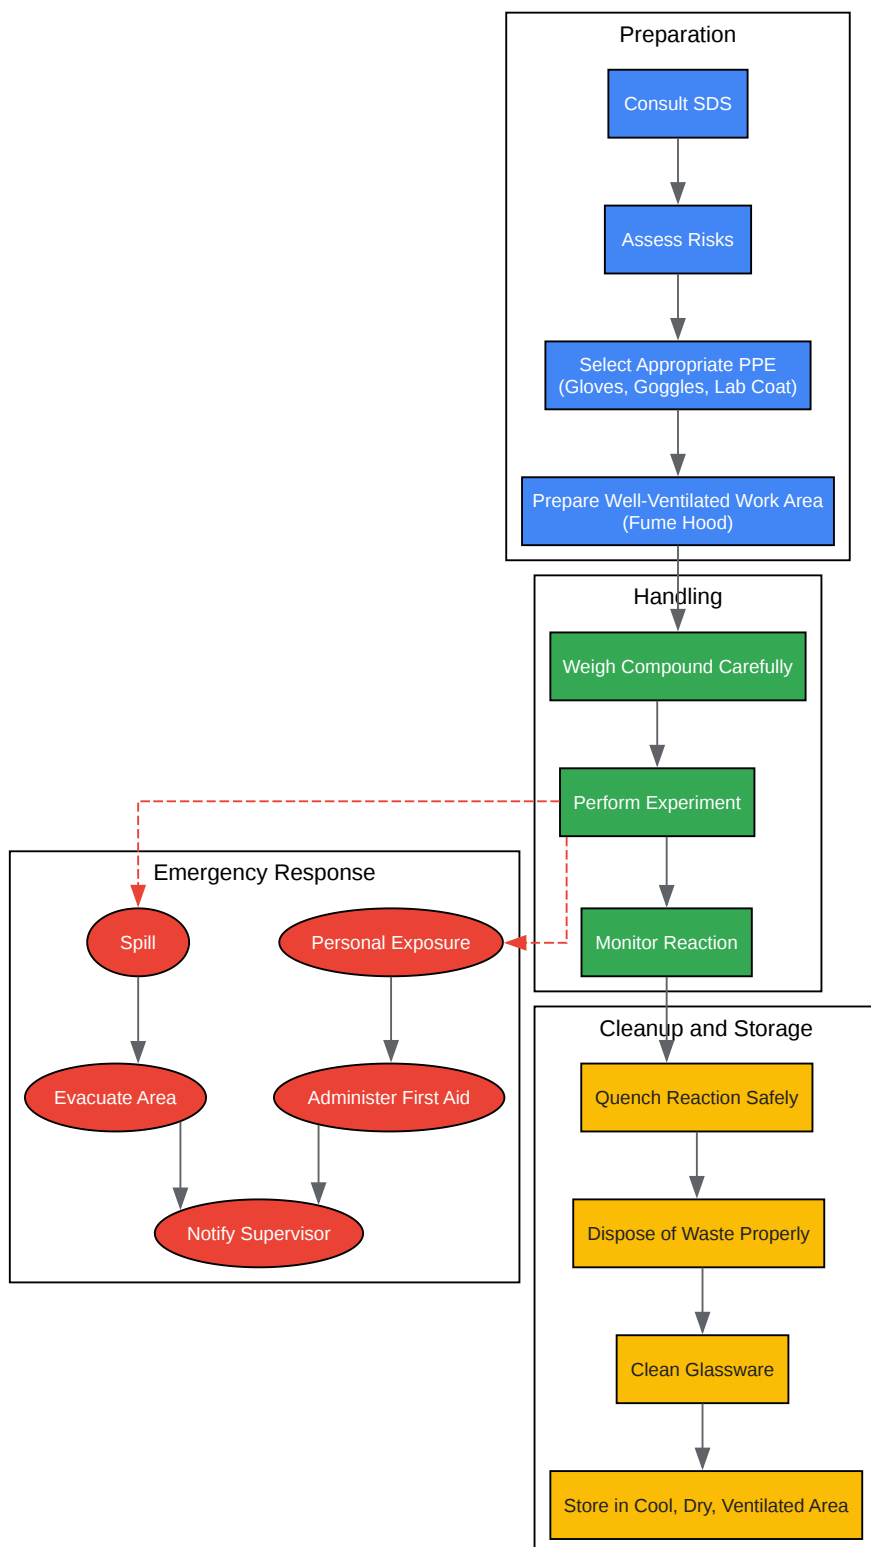 Preparation
Consult SDS
Assess Risks
Select Appropriate PPE
(Gloves, Goggles, Lab Coat)
Prepare Well-Ventilated Work Area
(Fume Hood)
Handling
Weigh Compound Carefully
Perform Experiment
Monitor Reaction
Emergency Response
Spill
Personal Exposure
Evacuate Area
Administer First Aid
Notify Supervisor
Cleanup and Storage
Quench Reaction Safely
Dispose of Waste Properly
Clean Glassware
Store in Cool, Dry, Ventilated Area